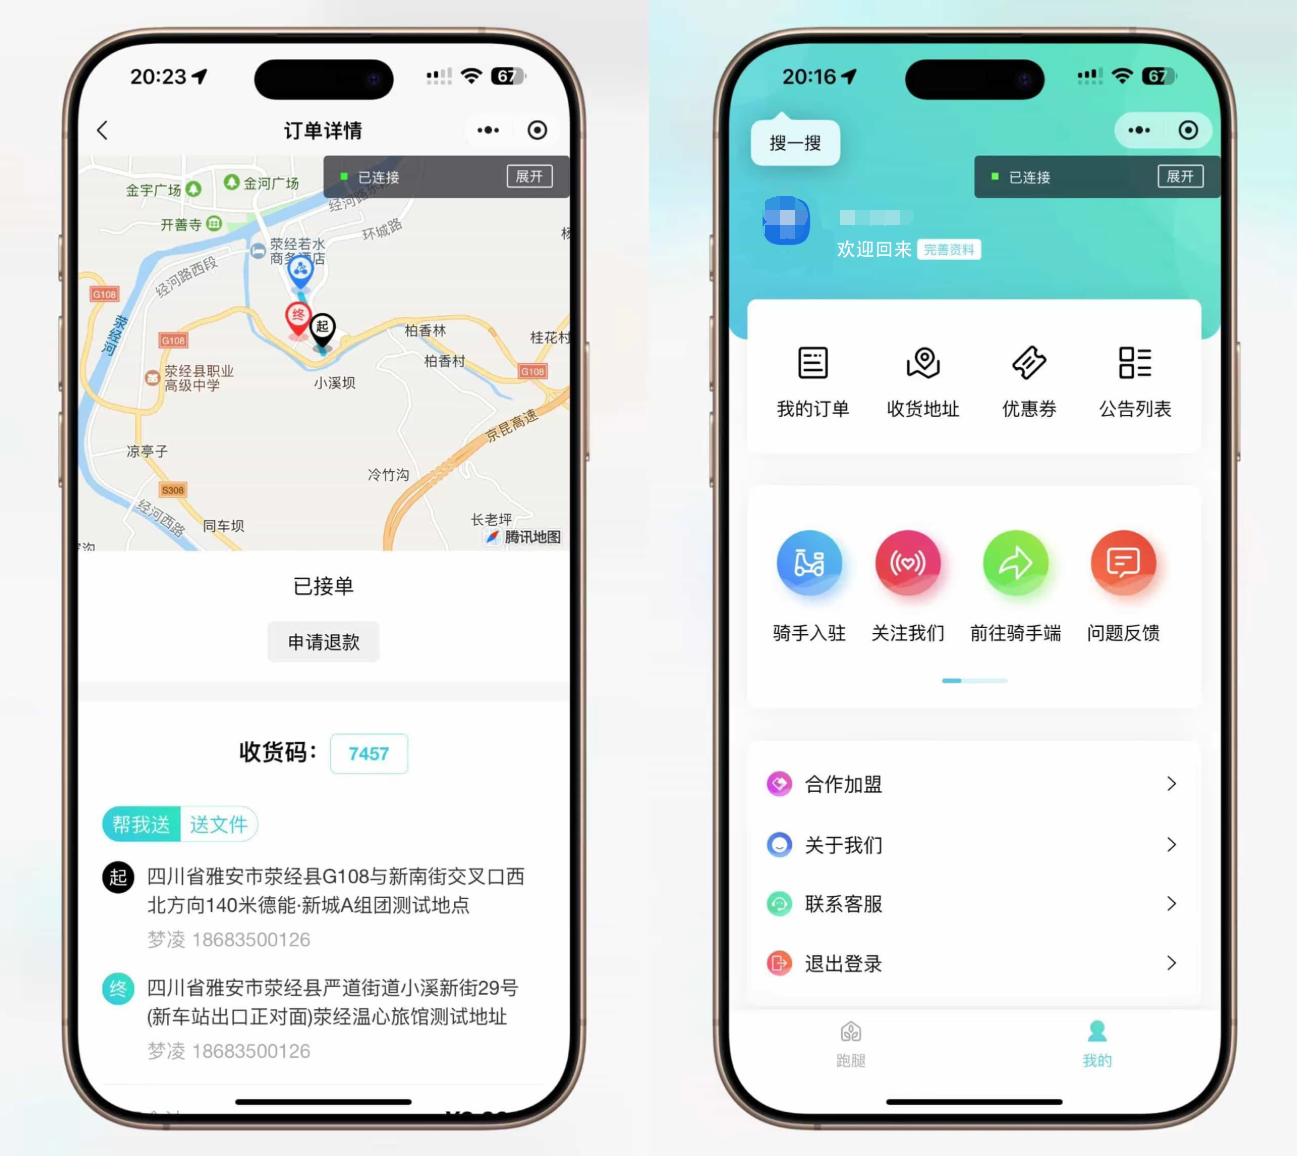 20:23
67
订单详情
已连接
展开
金宇广场
金河广场
开善寺
经河路东
环城路
荥经若水
商务酒店
经河路西段
G108
荥经河
终
起
G108
柏香林
桂花村
柏香村
荥经县职业
高级中学
G108
小溪坝
京昆高速
凉亭子
冷竹沟
S308
经河西路
同车坝
长老坪
腾讯地图
已接单
申请退款
收货码：
7457
帮我送
送文件
起
四川省雅安市荥经县G108与新南街交叉口西
北方向140米德能·新城A组团测试地点
梦凌 18683500126
终
四川省雅安市荥经县严道街道小溪新街29号
(新车站出口正对面)荥经温心旅馆测试地址
梦凌 18683500126
20:16
67
搜一搜
已连接
展开
欢迎回来
完善资料
我的订单
收货地址
优惠券
公告列表
骑手入驻
关注我们
前往骑手端
问题反馈
合作加盟
关于我们
联系客服
退出登录
跑腿
我的